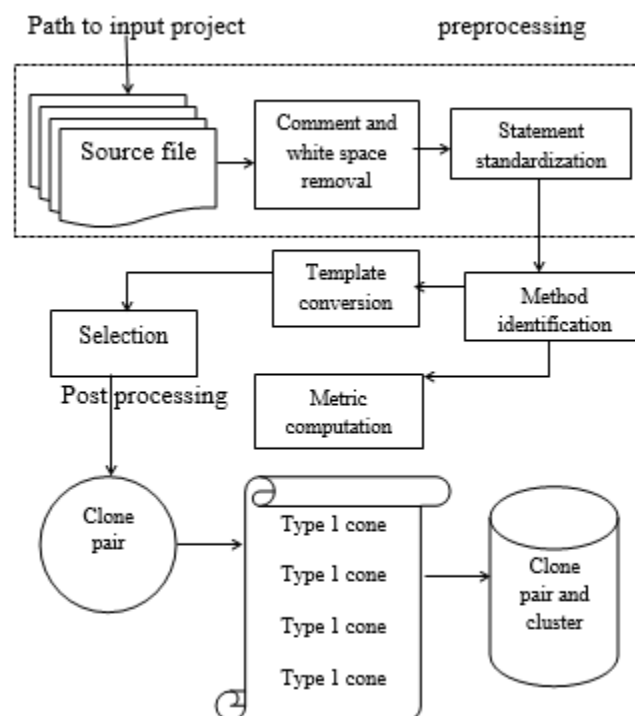 Path to input project
preprocessing
Source file
Comment and
white space
removal
Statement
standardization
Template
conversion
Method
identification
Selection
Post processing
Metric
computation
Clone
pair
Type 1 cone
Type 1 cone
Type 1 cone
Type 1 cone
Clone
pair and
cluster